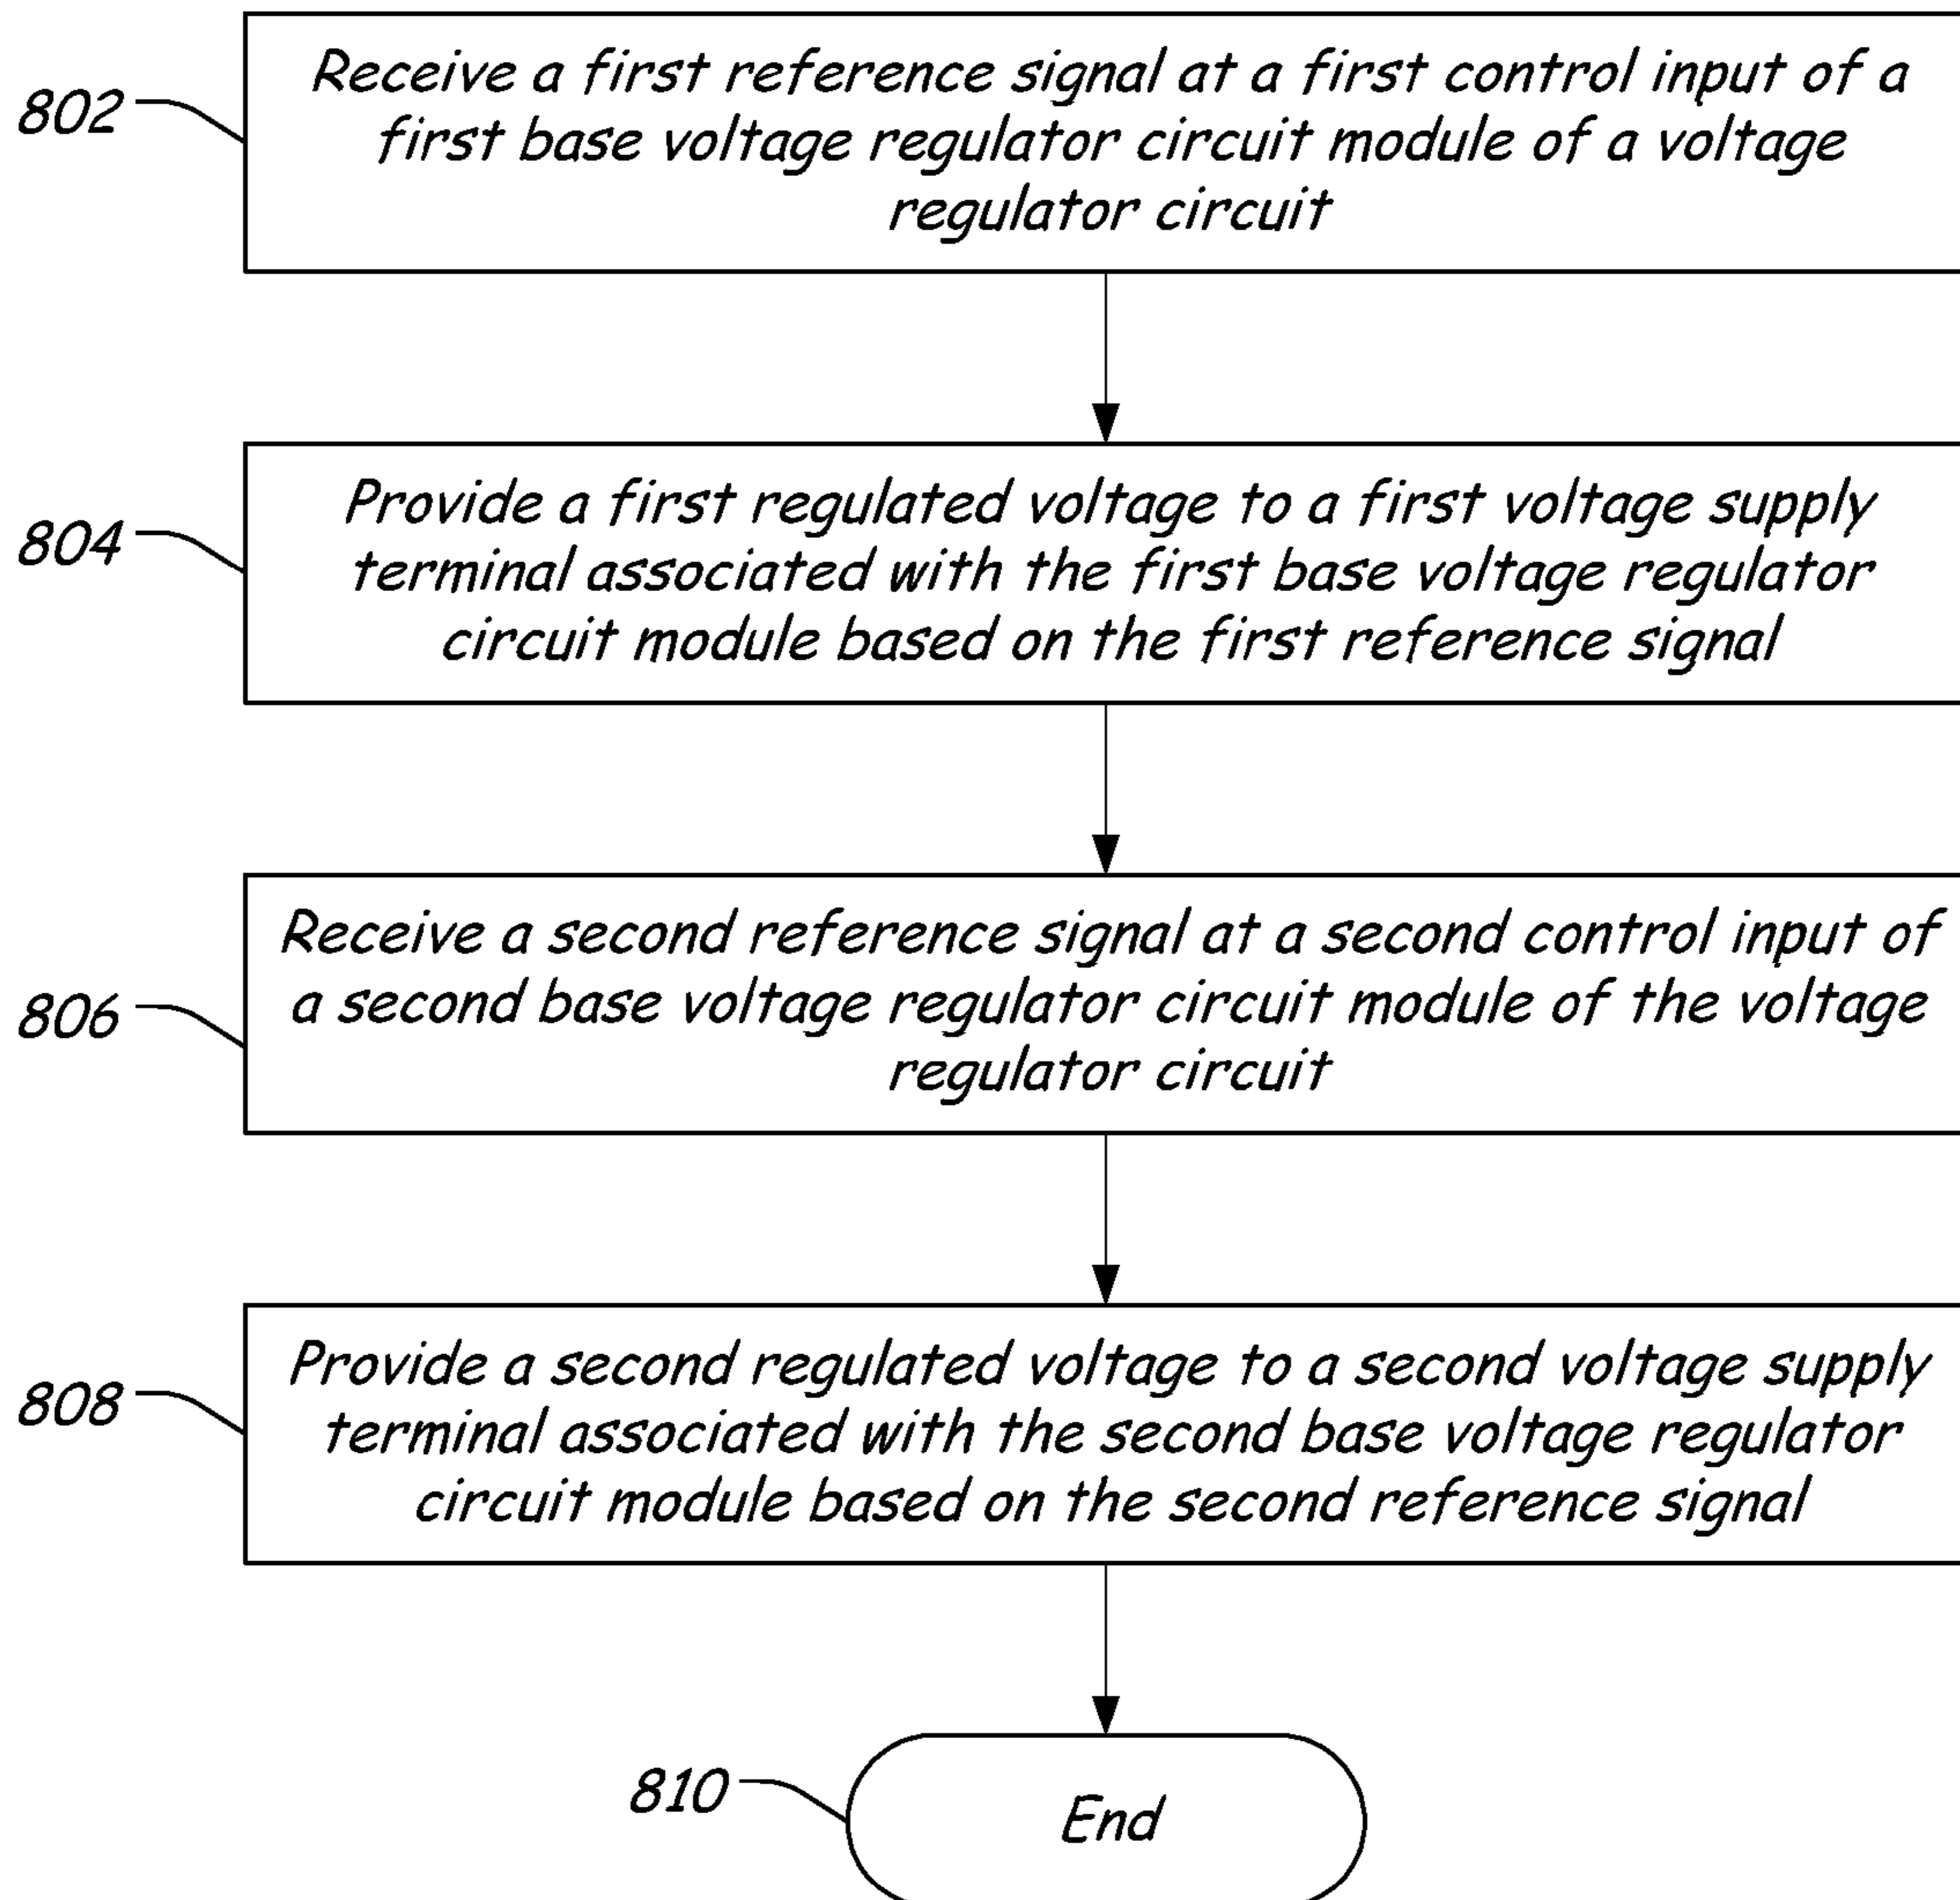 802
Receive a first reference signal at a first control input of a
first base voltage regulator circuit module of a voltage
regulator circuit
804
Provide a first regulated voltage to a first voltage supply
terminal associated with the first base voltage regulator
circuit module based on the first reference signal
806
Receive a second reference signal at a second control input of
a second base voltage regulator circuit module of the voltage
regulator circuit
808
Provide a second regulated voltage to a second voltage supply
terminal associated with the second base voltage regulator
circuit module based on the second reference signal
810
End